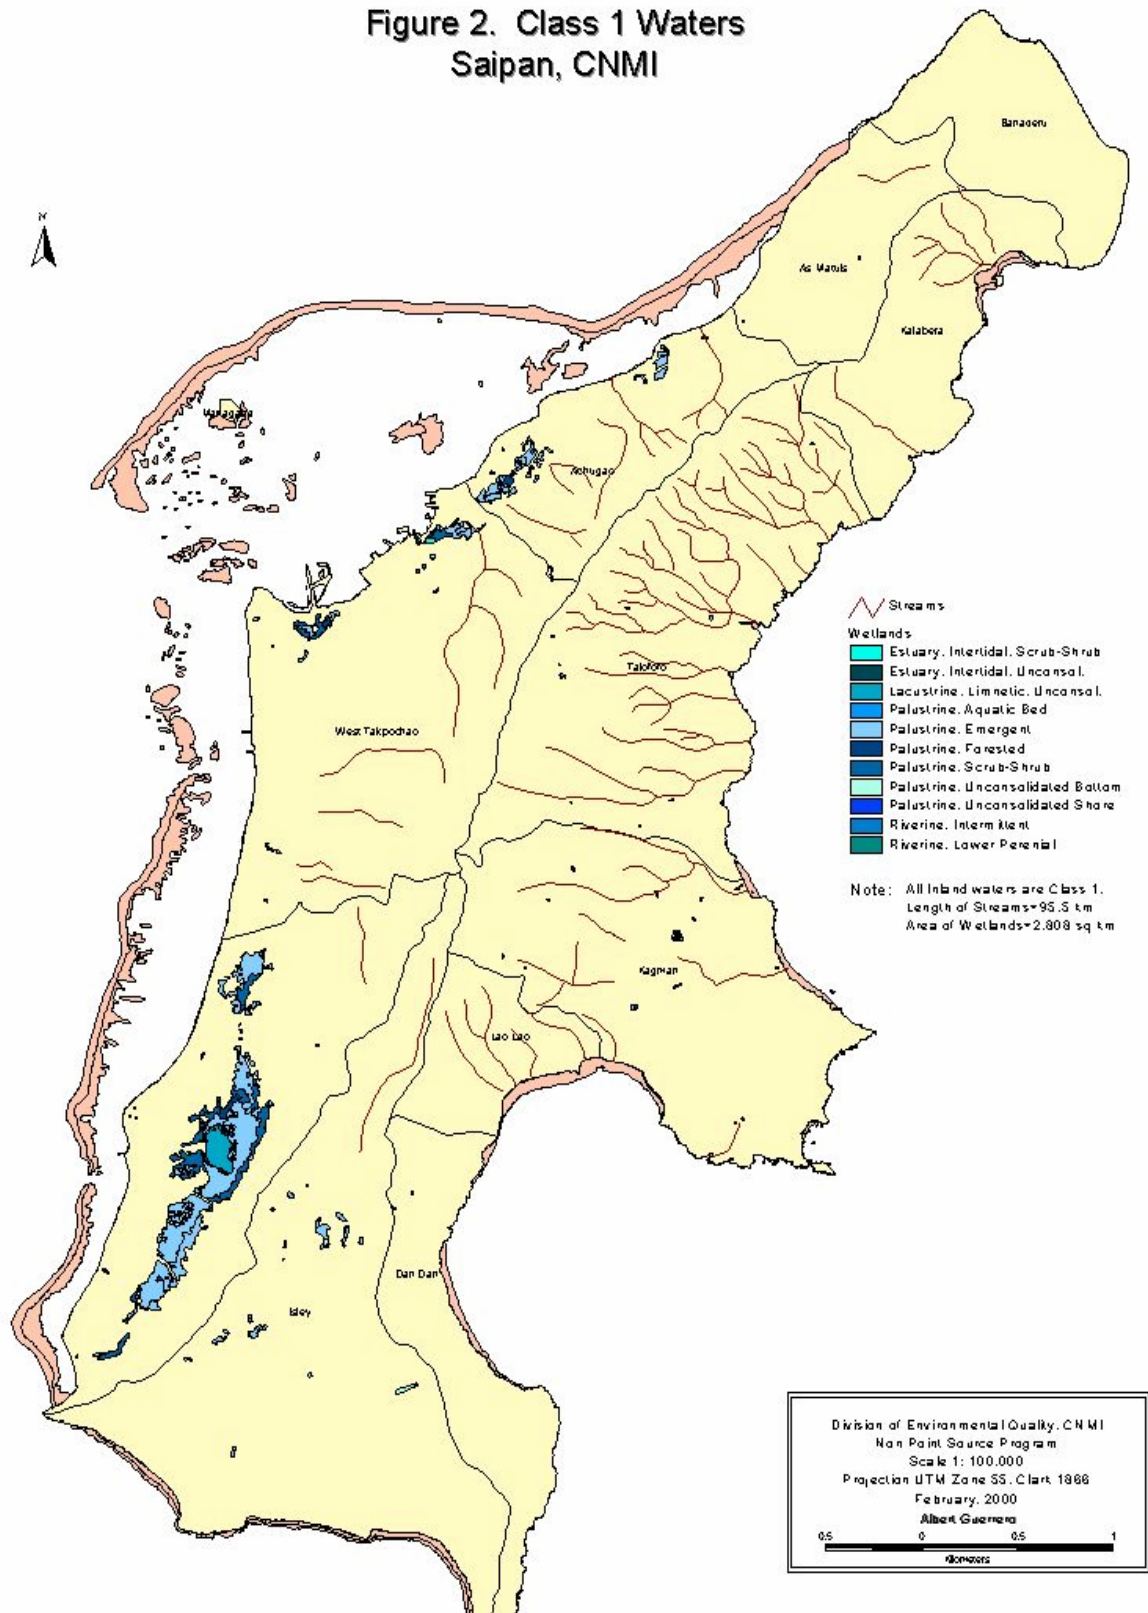 Figure 2. Class 1 Waters
Saipan, CNMI
N
Banaderu
As Matuis
Kalabera
Managaha
Achugao
Streams
Wetlands
Estuary, Intertidal, Scrub-Shrub
Estuary, Intertidal, Unconsol.
Lacustrine, Limnetic, Unconsol.
Palustrine, Aquatic Bed
Palustrine, Emergent
Palustrine, Forested
Palustrine, Scrub-Shrub
Palustrine, Unconsolidated Bottom
Palustrine, Unconsolidated Shore
Riverine, Intermittent
Riverine, Lower Perenial
Talofofo
West Takpochao
Note: All Inland waters are Class 1.
Length of Streams=95.5 km
Area of Wetlands=2.808 sq km
Kagman
Lao Lao
Dan Dan
Isley
Division of Environmental Quality, CNMI
Non Point Source Program
Scale 1: 100,000
Projection UTM Zone 55, Clark 1866
February, 2000
Albert Guerrero
0.5 0 0.5 1
Kilometers